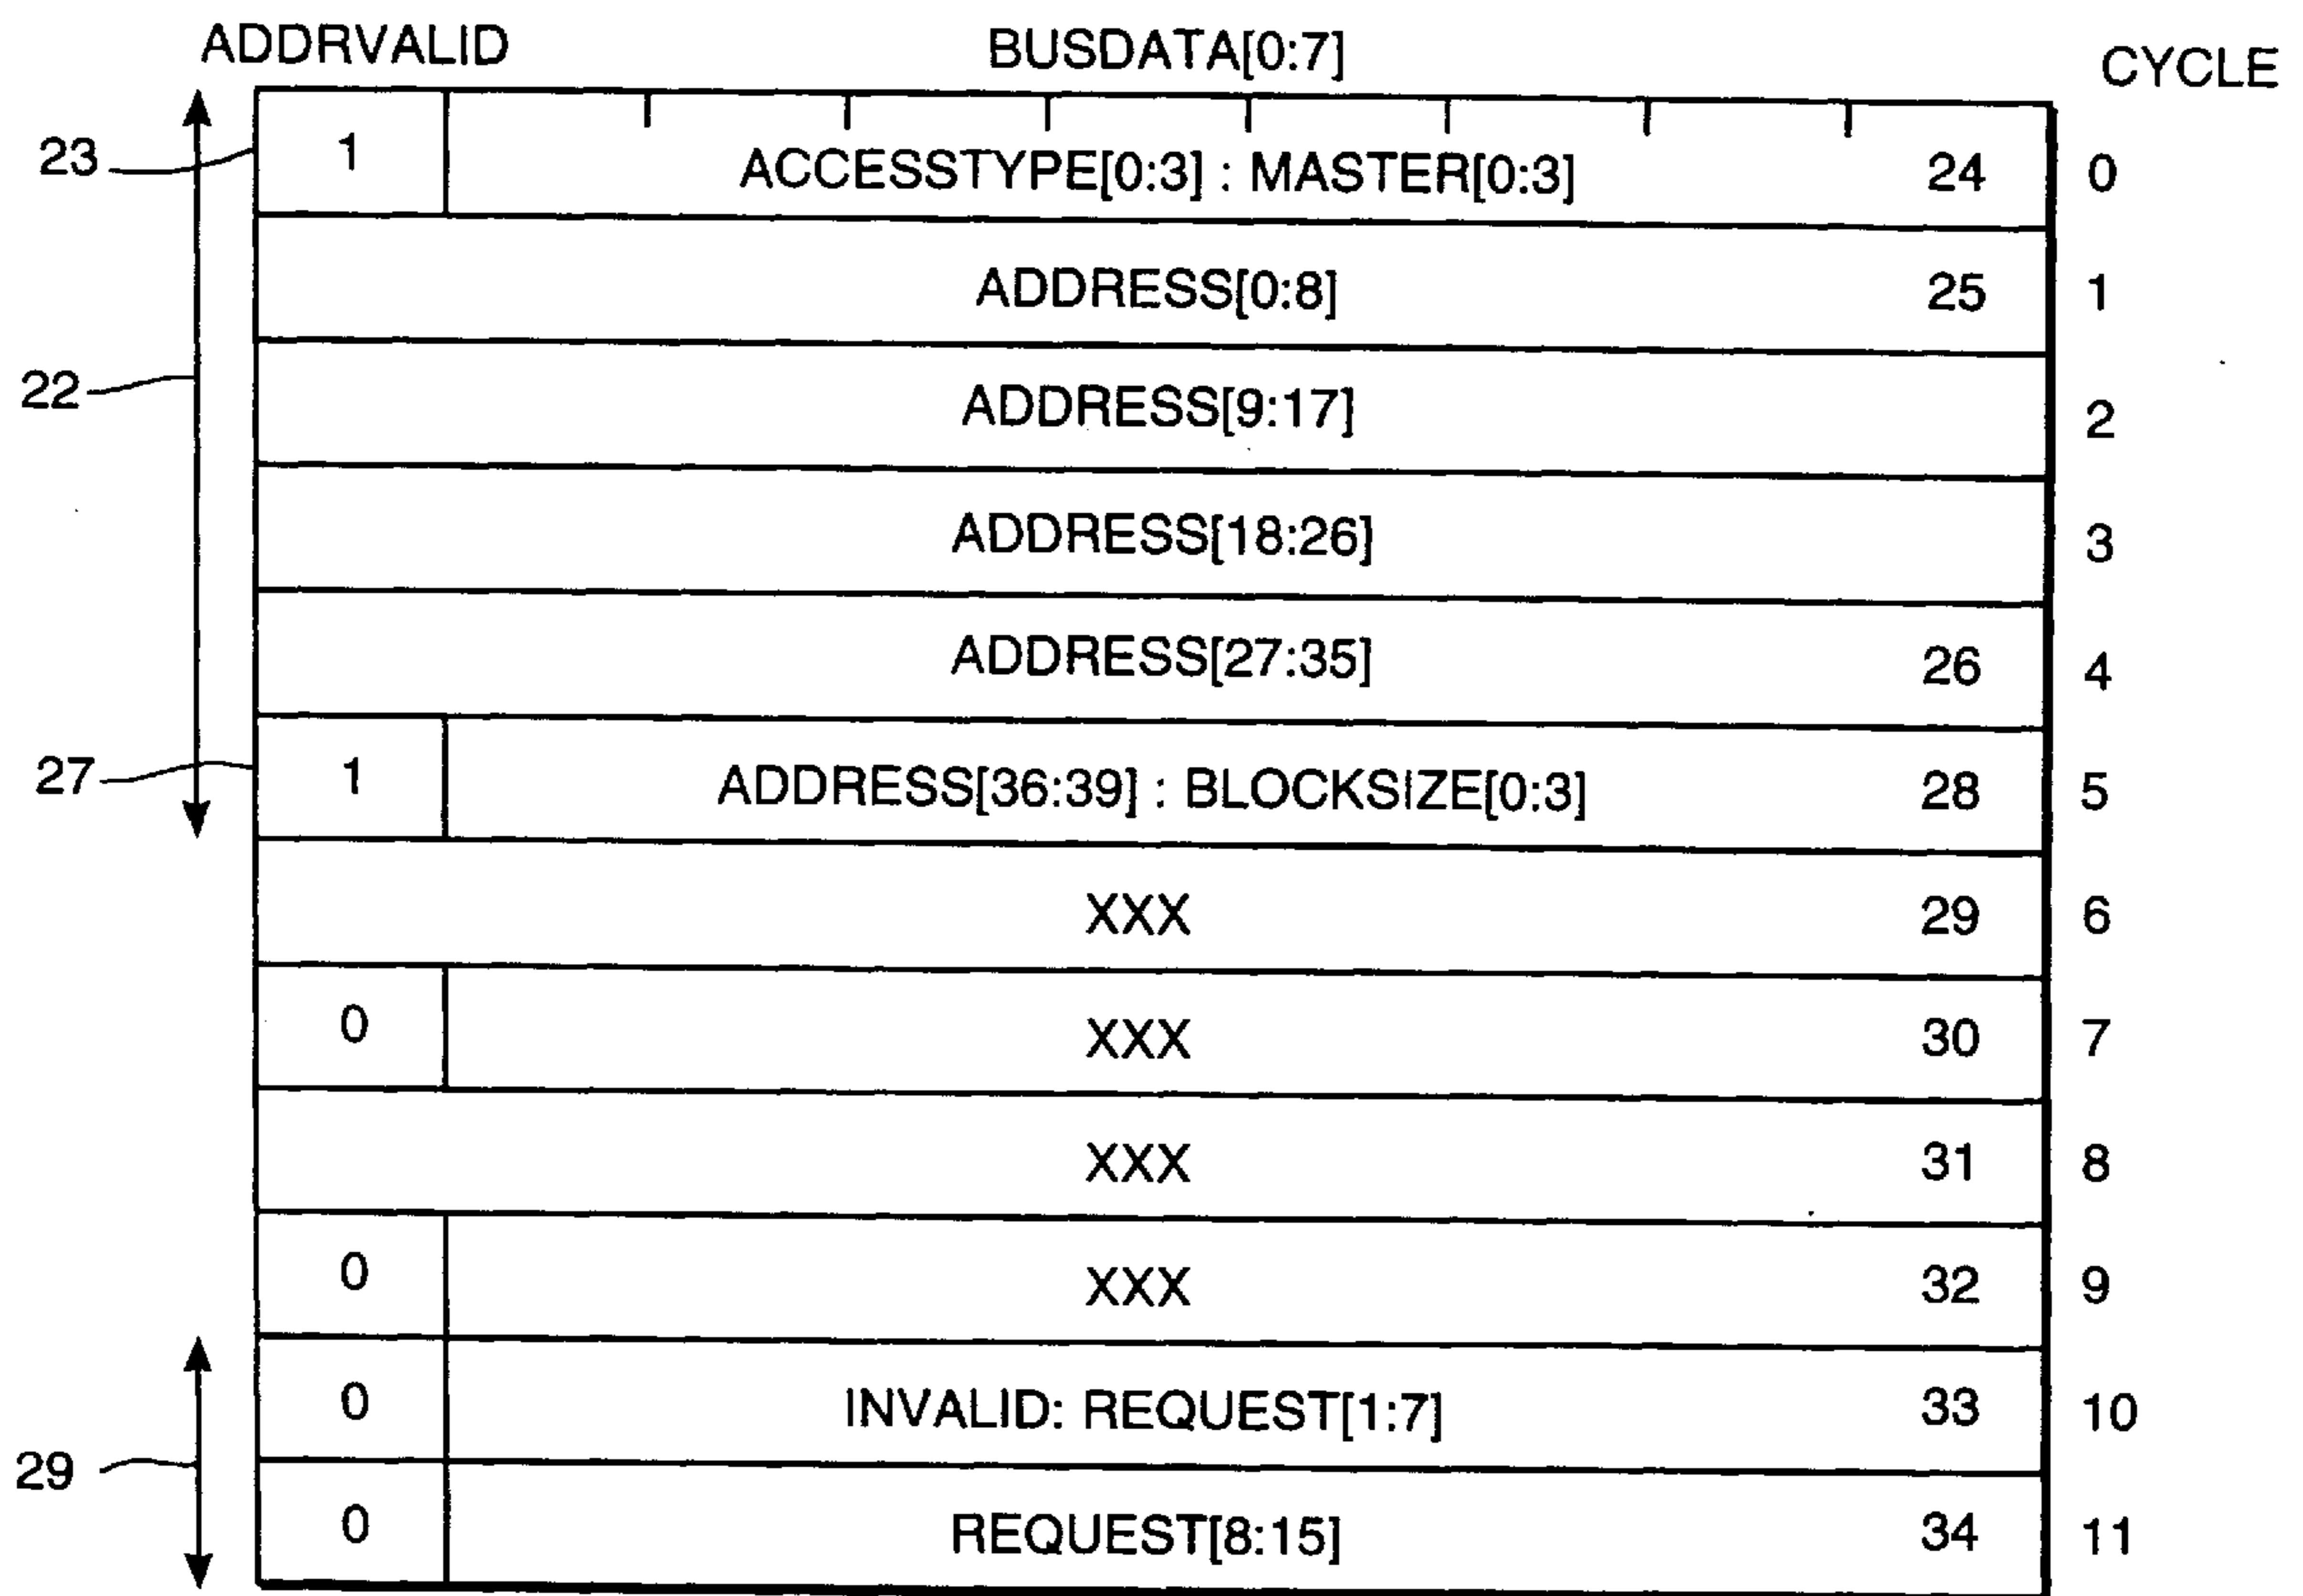 ADDRVALID BUSDATA[0:7] CYCLE
23 1 ACCESSTYPE[0:3] : MASTER[0:3] 24 0
ADDRESS[0:8] 25 1
22 ADDRESS[9:17] 2
ADDRESS[18:26] 3
ADDRESS[27:35] 26 4
27 1 ADDRESS[36:39] : BLOCKSIZE[0:3] 28 5
XXX 29 6
0 XXX 30 7
XXX 31 8
0 XXX 32 9
0 INVALID: REQUEST[1:7] 33 10
29 0 REQUEST[8:15] 34 11